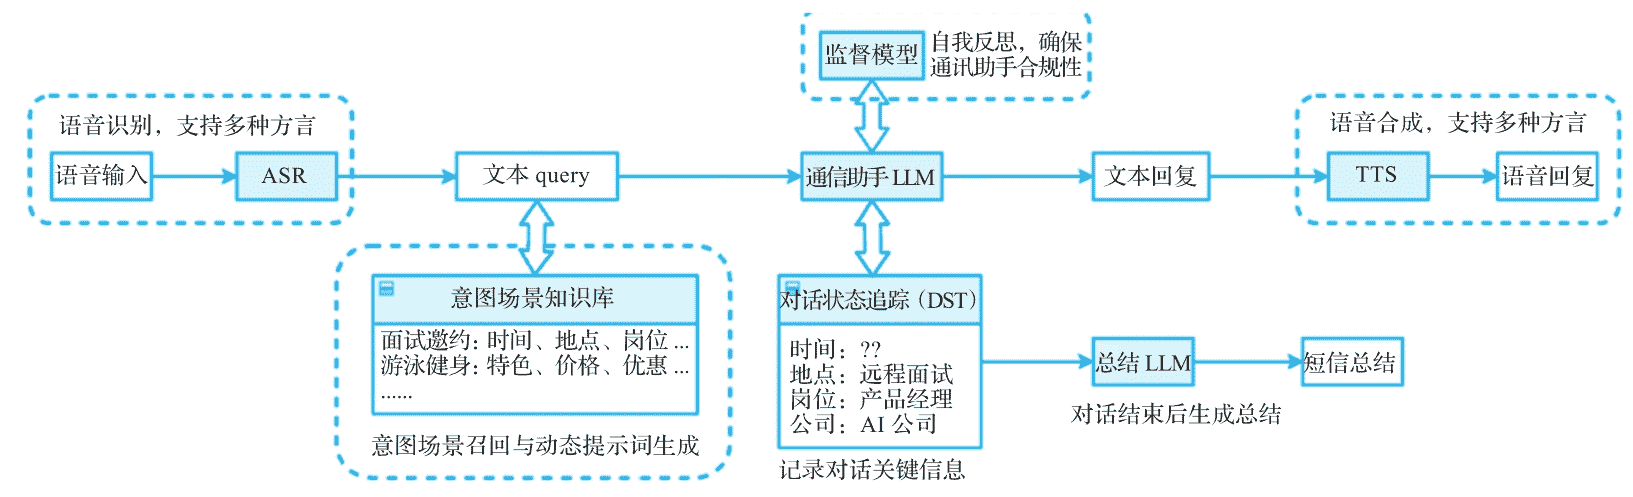 监督模型
自我反思，确保
通讯助手合规性
语音识别，支持多种方言
语音合成，支持多种方言
语音输入
ASR
文本 query
通信助手 LLM
文本回复
TTS
语音回复
意图场景知识库
面试邀约: 时间、地点、岗位 ...
游泳健身: 特色、价格、优惠 ...
......
意图场景召回与动态提示词生成
对话状态追踪（DST）
时间：??
地点：远程面试
岗位：产品经理
公司：AI 公司
记录对话关键信息
总结 LLM
短信总结
对话结束后生成总结